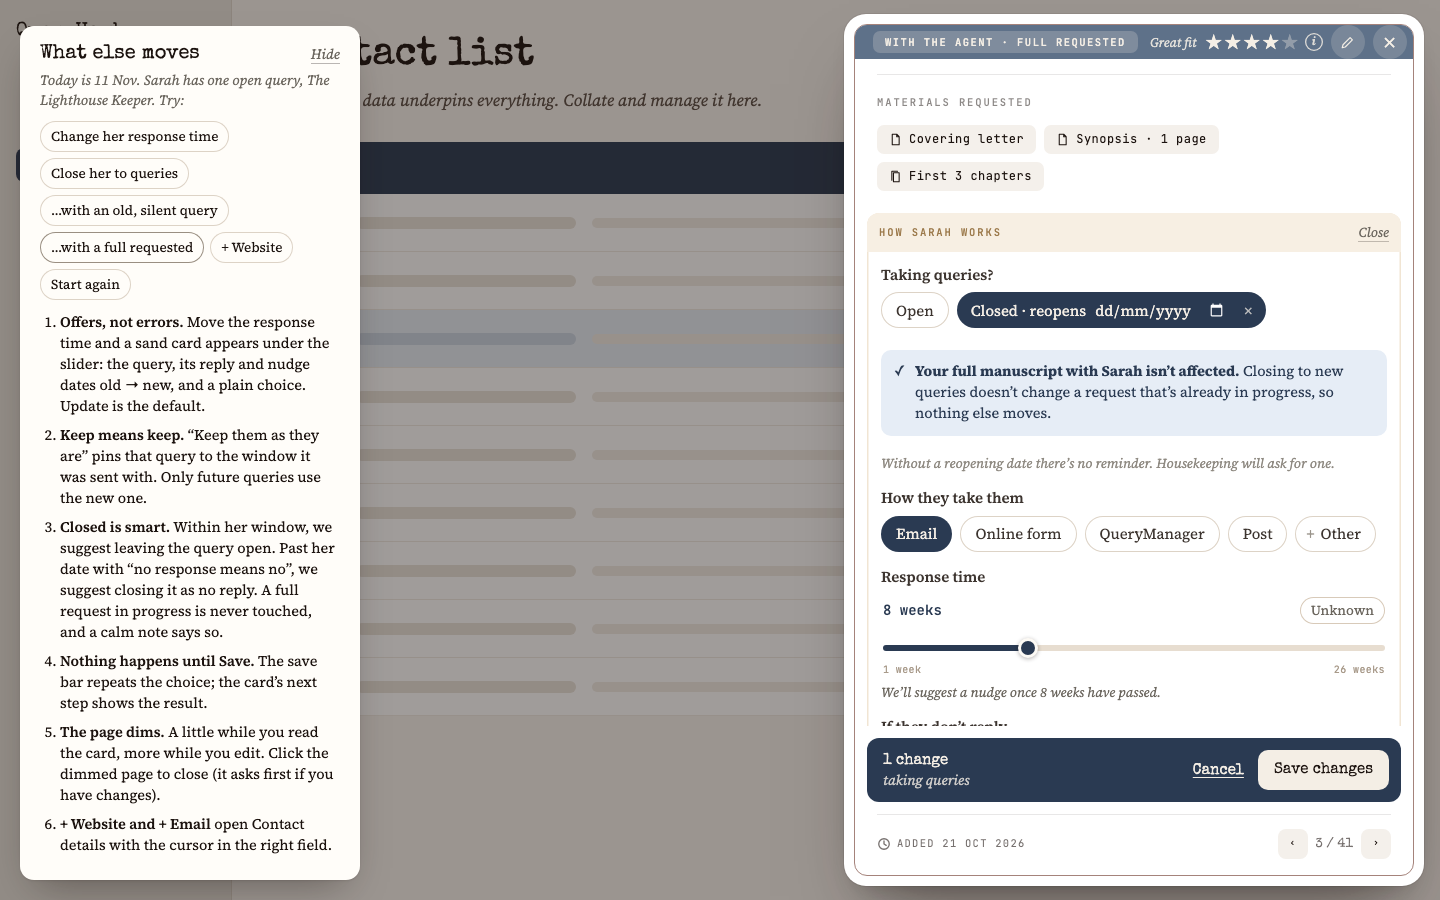 What else moves
Hide
Today is 11 Nov. Sarah has one open query, The
Lighthouse Keeper. Try:
Change her response time
Close her to queries
…with an old, silent query
…with a full requested
+ Website
Start again
1. Offers, not errors. Move the response
time and a sand card appears under the
slider: the query, its reply and nudge
dates old → new, and a plain choice.
Update is the default.
2. Keep means keep. “Keep them as they
are” pins that query to the window it
was sent with. Only future queries use
the new one.
3. Closed is smart. Within her window, we
suggest leaving the query open. Past her
date with “no response means no”, we
suggest closing it as no reply. A full
request in progress is never touched,
and a calm note says so.
4. Nothing happens until Save. The save
bar repeats the choice; the card’s next
step shows the result.
5. The page dims. A little while you read
the card, more while you edit. Click the
dimmed page to close (it asks first if you
have changes).
6. + Website and + Email open Contact
details with the cursor in the right field.
tact list
data underpins everything. Collate and manage it here.
WITH THE AGENT · FULL REQUESTED
Great fit
MATERIALS REQUESTED
Covering letter
Synopsis · 1 page
First 3 chapters
HOW SARAH WORKS
Close
Taking queries?
Open
Closed · reopens dd/mm/yyyy ×
✓ Your full manuscript with Sarah isn’t affected. Closing to new
queries doesn’t change a request that’s already in progress, so
nothing else moves.
Without a reopening date there’s no reminder. Housekeeping will ask for one.
How they take them
Email
Online form
QueryManager
Post
+ Other
Response time
8 weeks
Unknown
1 week
26 weeks
We’ll suggest a nudge once 8 weeks have passed.
If they don’t reply
1 change
taking queries
Cancel
Save changes
ADDED 21 OCT 2026
‹ 3 / 41 ›